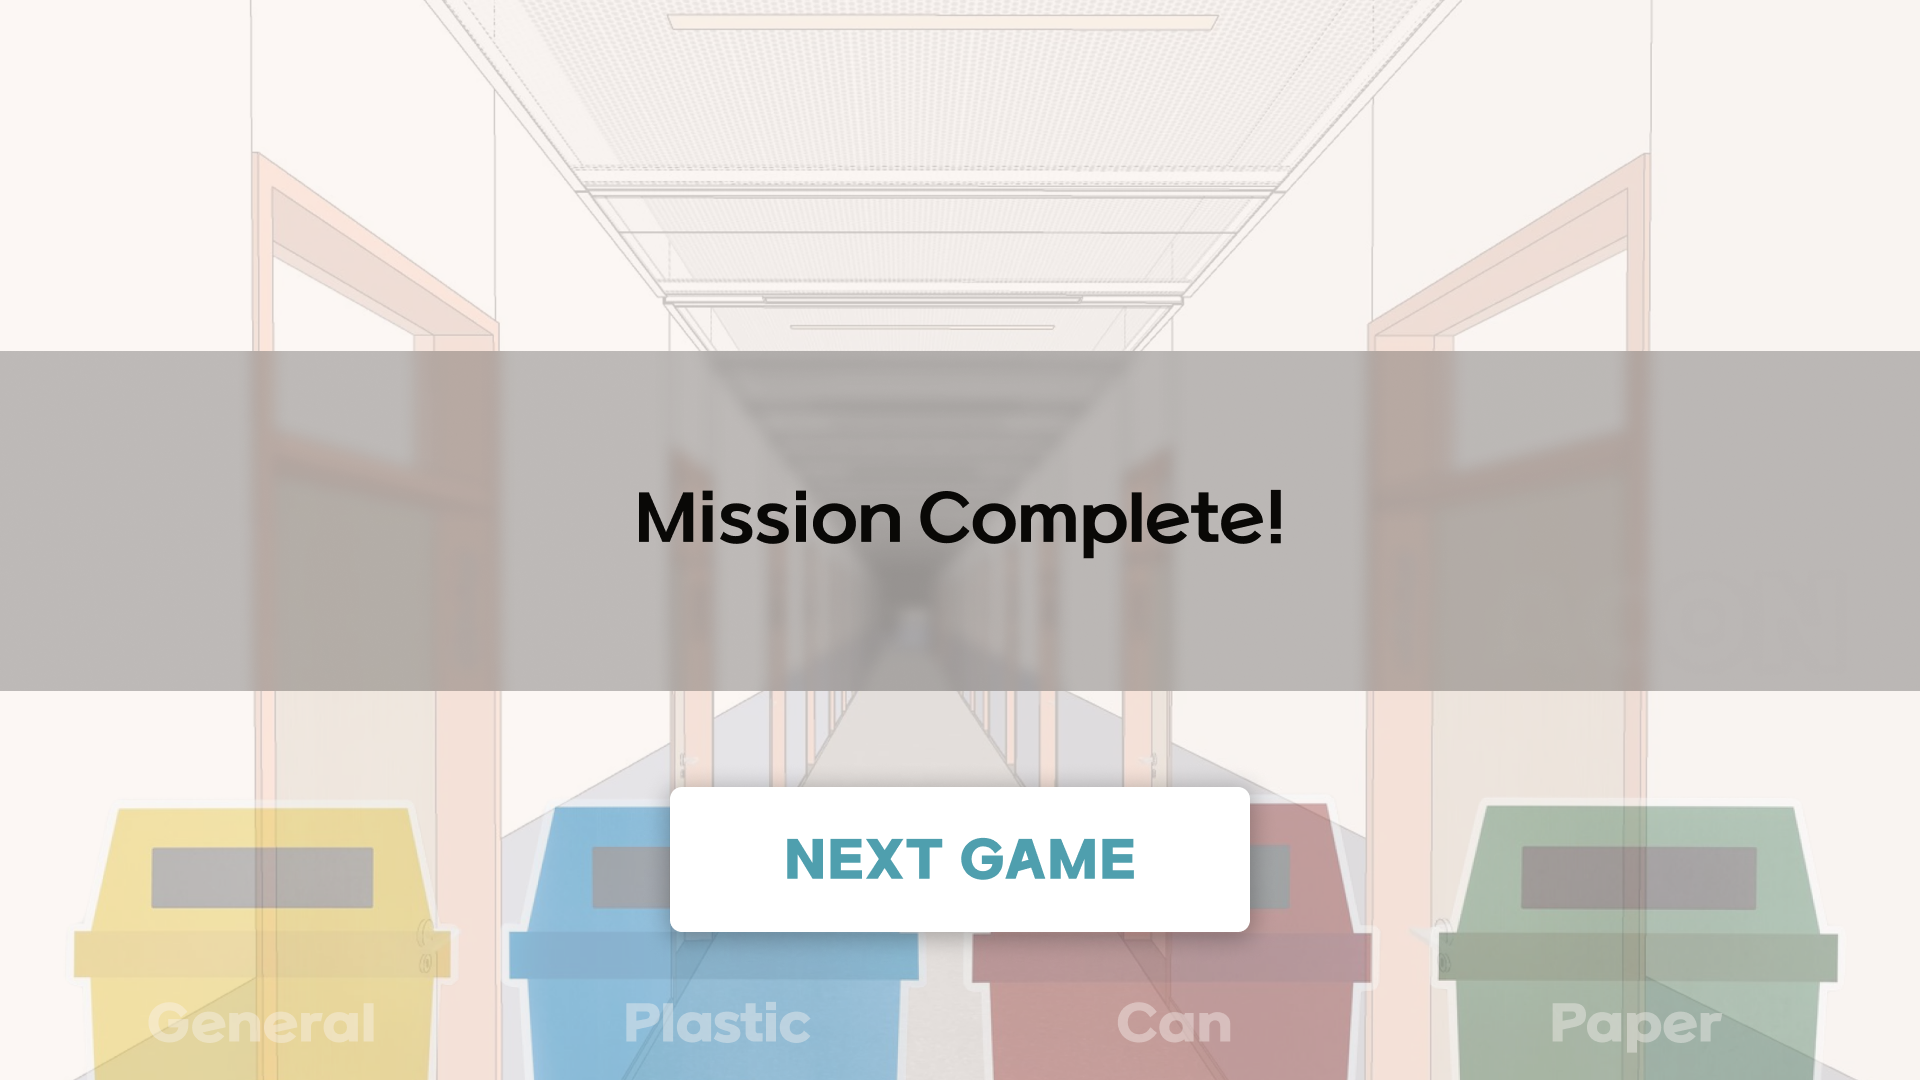 Mission Complete!
NEXT GAME
General
Plastic
Can
Paper